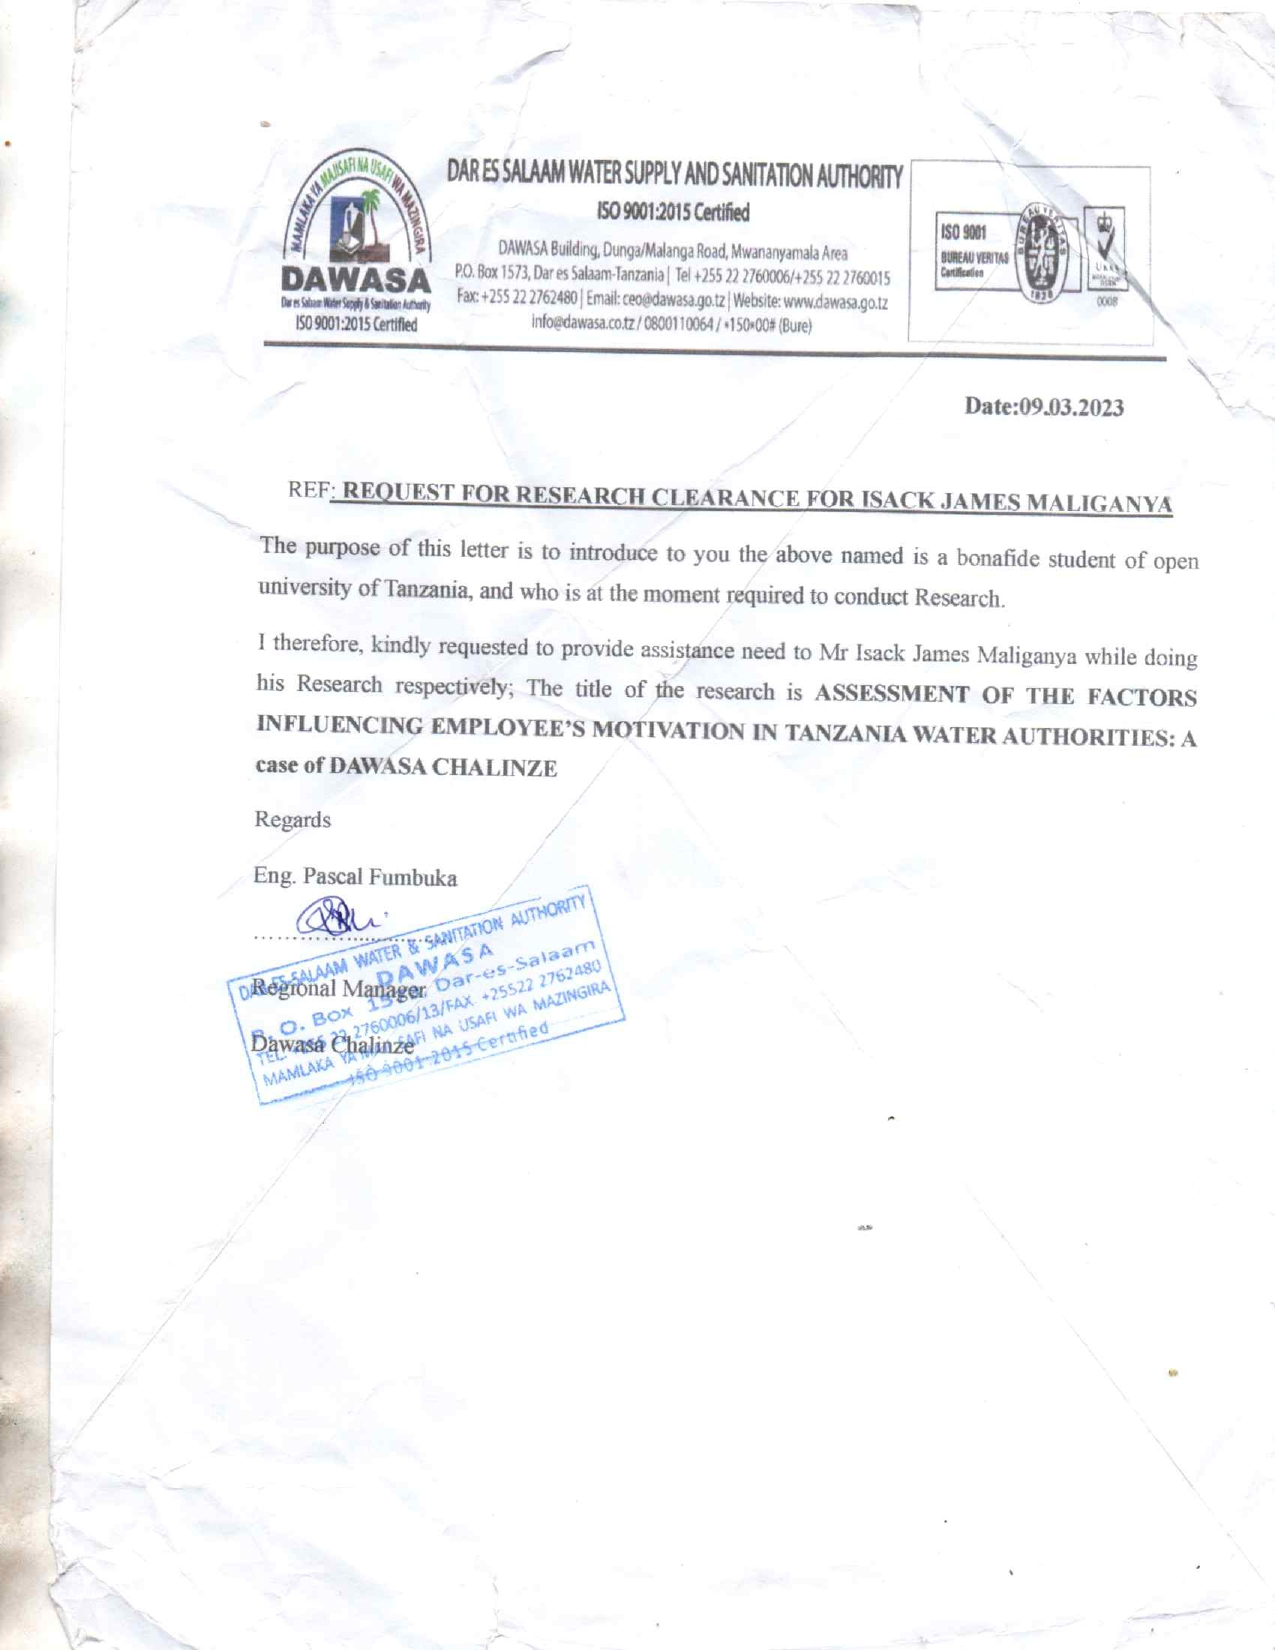 MAMLAKA YA MAJISAFI NA USAFI WA MAZINGIRA
DAWASA
Dar es Salaam Water Supply & Sanitation Authority
ISO 9001:2015 Certified
DAR ES SALAAM WATER SUPPLY AND SANITATION AUTHORITY
ISO 9001:2015 Certified
DAWASA Building, Dunga/Malanga Road, Mwananyamala Area
P.O. Box 1573, Dar es Salaam-Tanzania | Tel +255 22 2760006/+255 22 2760015
Fax: +255 22 2762480 | Email: ceo@dawasa.go.tz | Website: www.dawasa.go.tz
info@dawasa.co.tz / 0800110064 / *150*00# (Bure)
ISO 9001
BUREAU VERITAS
Certification
BUREAU VERITAS
1828
0008
Date:09.03.2023
REF: REQUEST FOR RESEARCH CLEARANCE FOR ISACK JAMES MALIGANYA
The purpose of this letter is to introduce to you the above named is a bonafide student of open
university of Tanzania, and who is at the moment required to conduct Research.
I therefore, kindly requested to provide assistance need to Mr Isack James Maliganya while doing
his Research respectively; The title of the research is ASSESSMENT OF THE FACTORS
INFLUENCING EMPLOYEE'S MOTIVATION IN TANZANIA WATER AUTHORITIES: A
case of DAWASA CHALINZE
Regards
Eng. Pascal Fumbuka
Regional Manager
Dawasa Chalinze
DAR-ES-SALAAM WATER & SANITATION AUTHORITY
DAWASA
P. O. Box Dar-es-Salaam
TEL: 22 2760006/13/FAX +25522 2762480
MAMLAKA YA SAFI NA USAFI WA MAZINGIRA
ISO 9001-2015 Certified